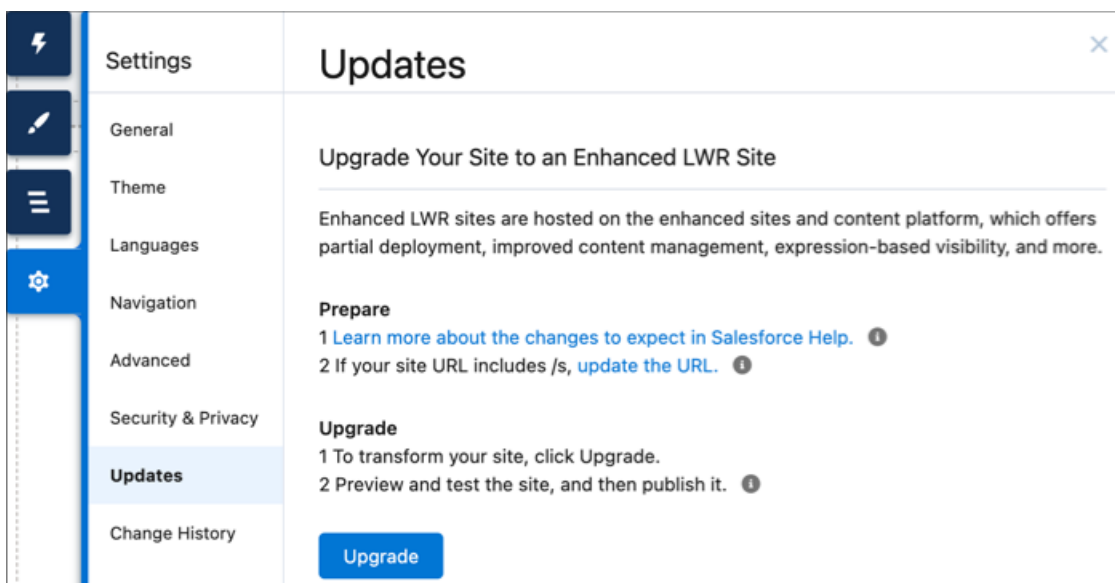 Settings
General
Theme
Languages
Navigation
Advanced
Security & Privacy
Updates
Change History
Updates
Upgrade Your Site to an Enhanced LWR Site
Enhanced LWR sites are hosted on the enhanced sites and content platform, which offers
partial deployment, improved content management, expression-based visibility, and more.
Prepare
1 Learn more about the changes to expect in Salesforce Help.
2 If your site URL includes /s, update the URL.
Upgrade
1 To transform your site, click Upgrade.
2 Preview and test the site, and then publish it.
Upgrade